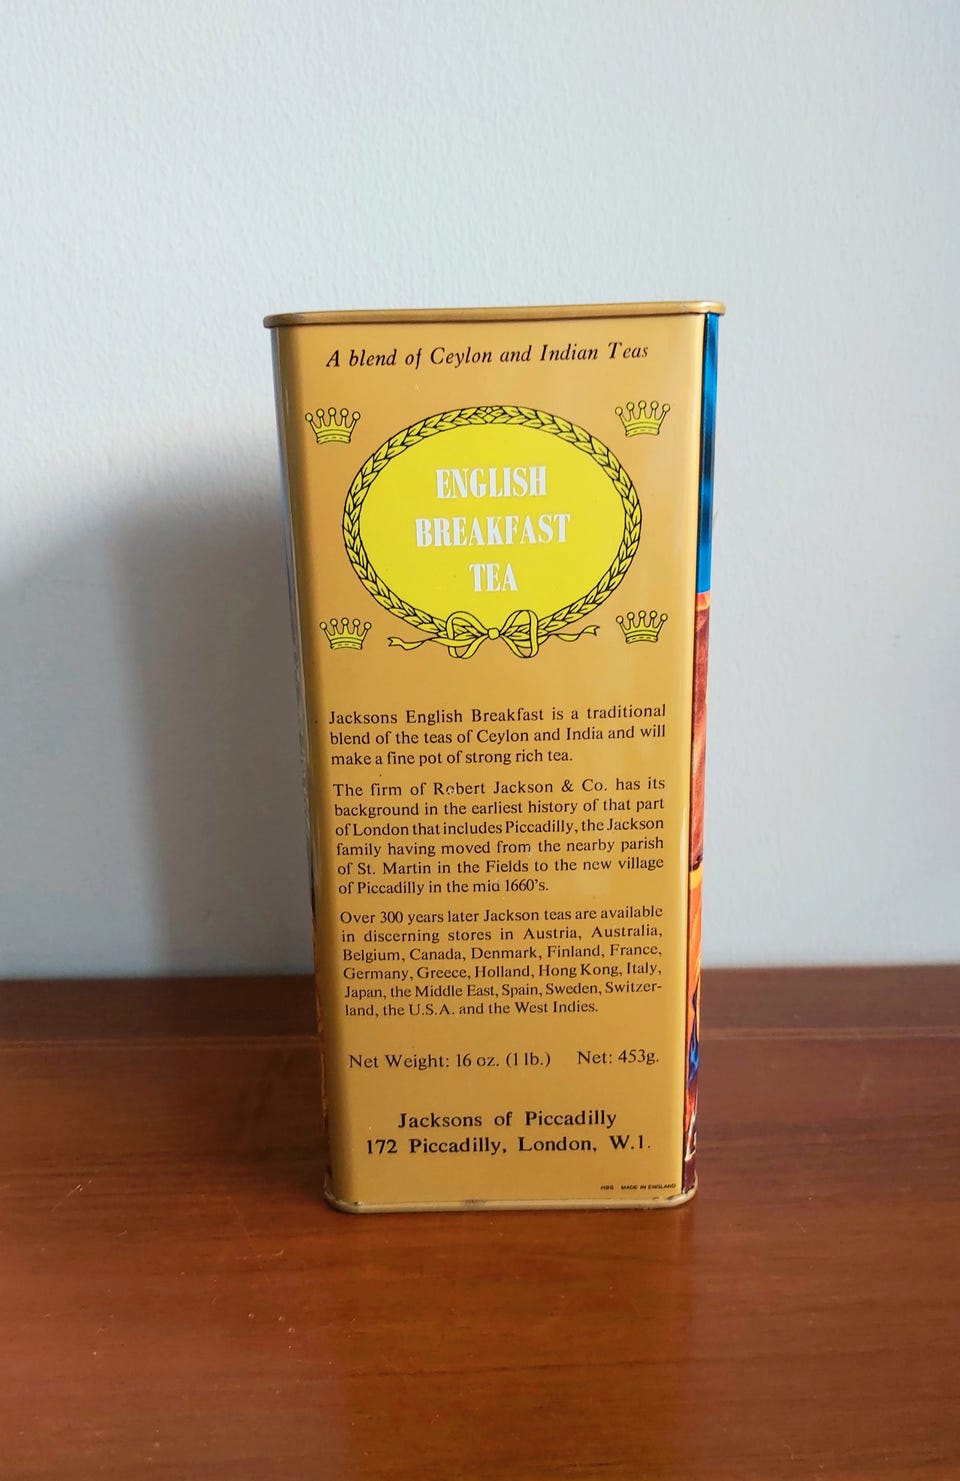 A blend of Ceylon and Indian Teas
ENGLISH
BREAKFAST
TEA
Jacksons English Breakfast is a traditional
blend of the teas of Ceylon and India and will
make a fine pot of strong rich tea.
The firm of Robert Jackson & Co. has its
background in the earliest history of that part
of London that includes Piccadilly, the Jackson
family having moved from the nearby parish
of St. Martin in the Fields to the new village
of Piccadilly in the mid 1660's.
Over 300 years later Jackson teas are available
in discerning stores in Austria, Australia,
Belgium, Canada, Denmark, Finland, France,
Germany, Greece, Holland, Hong Kong, Italy,
Japan, the Middle East, Spain, Sweden, Switzer-
land, the U.S.A. and the West Indies.
Net Weight: 16 oz. (1 lb.) Net: 453g.
Jacksons of Piccadilly
172 Piccadilly, London, W.1.
MADE IN ENGLAND